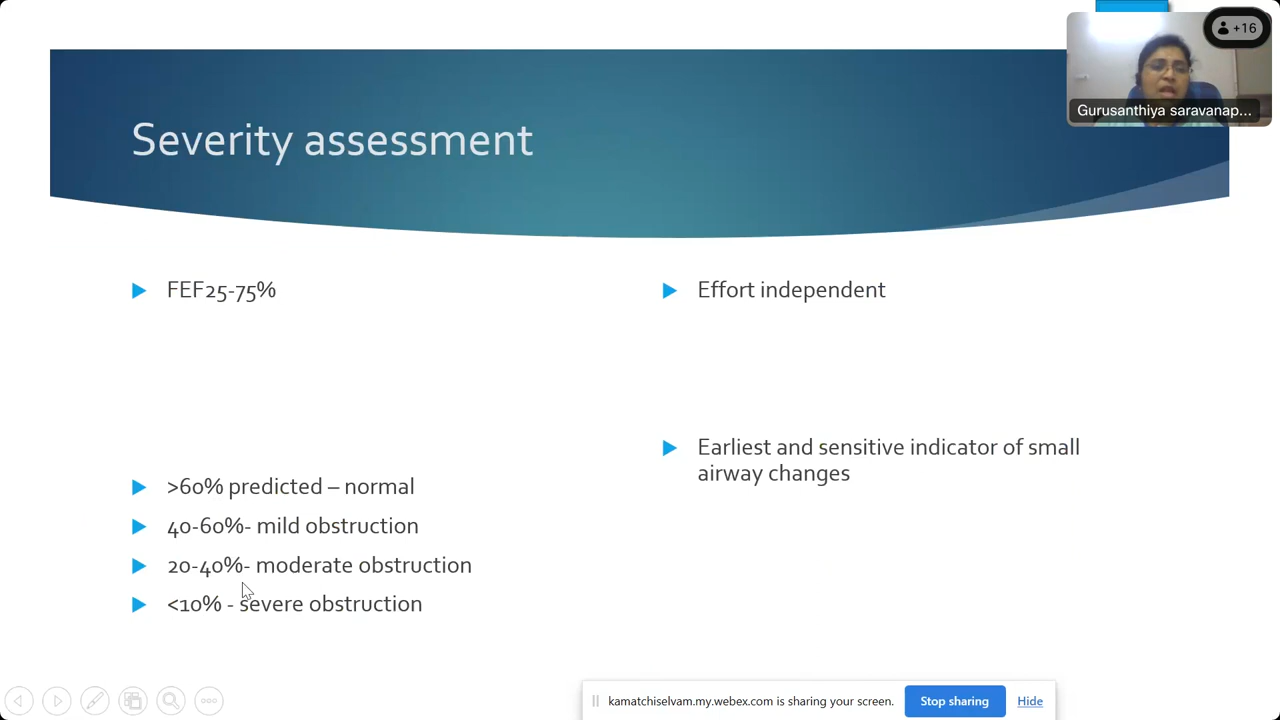 +16
Gurusanthiya saravanap...
Severity assessment
FEF25-75%
>60% predicted – normal
40-60%- mild obstruction
20-40%- moderate obstruction
<10% - severe obstruction
Effort independent
Earliest and sensitive indicator of small
airway changes
kamatchiselvam.my.webex.com is sharing your screen.
Stop sharing
Hide